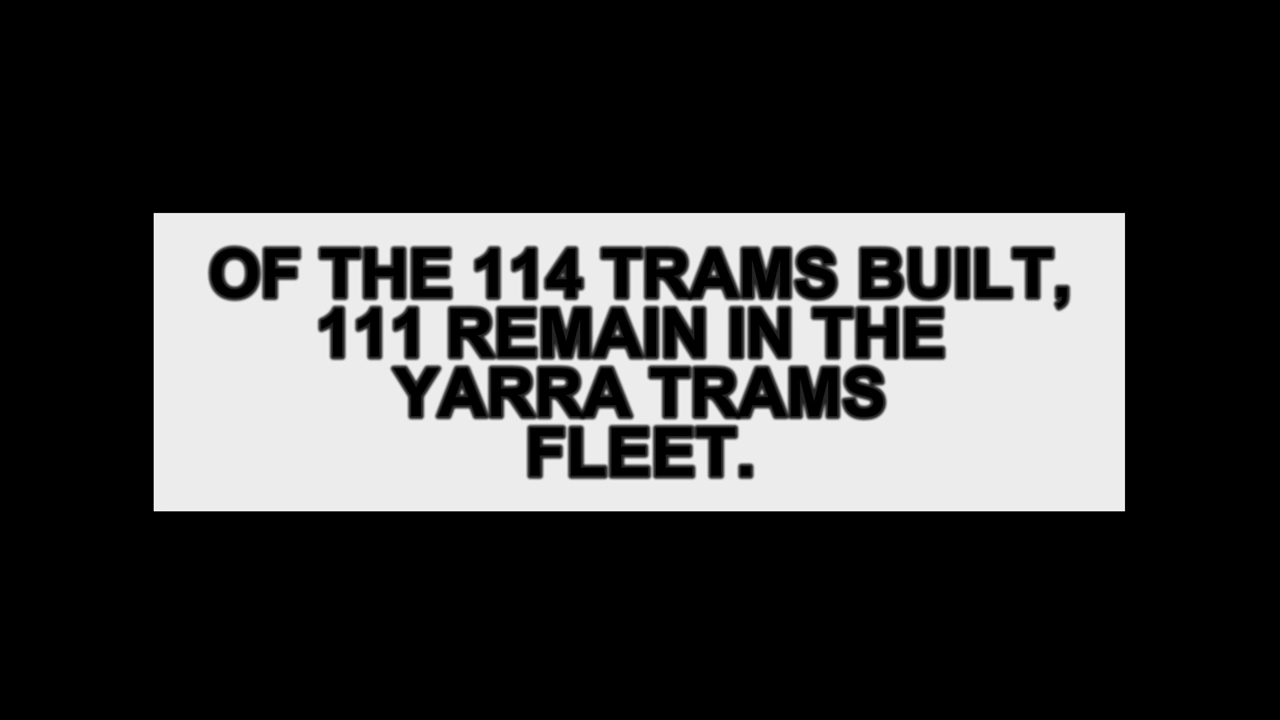 OF THE 114 TRAMS BUILT,
111 REMAIN IN THE
YARRA TRAMS
FLEET.